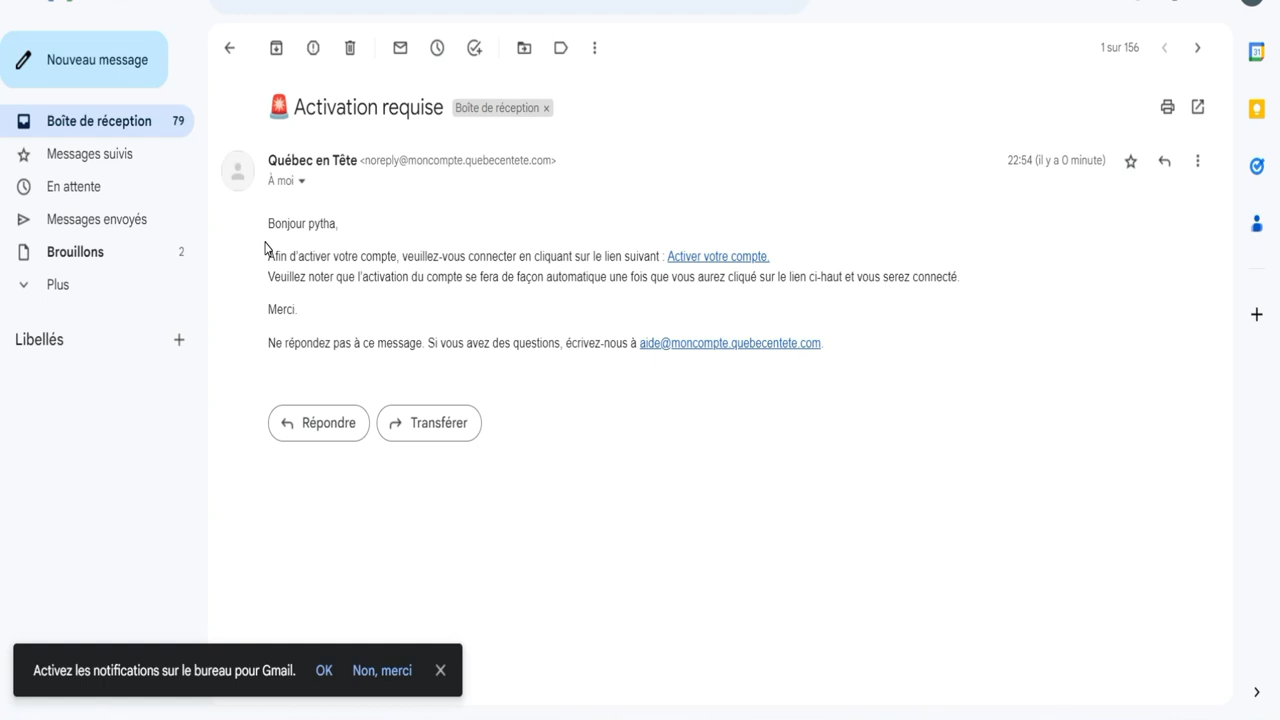 Nouveau message
1 sur 156
31
Activation requise Boîte de réception ×
Boîte de réception 79
Messages suivis
En attente
Messages envoyés
Brouillons 2
Plus
Libellés
Québec en Tête <noreply@moncompte.quebecentete.com> 22:54 (il y a 0 minute)
À moi
Bonjour pytha,
Afin d'activer votre compte, veuillez-vous connecter en cliquant sur le lien suivant : Activer votre compte.
Veuillez noter que l'activation du compte se fera de façon automatique une fois que vous aurez cliqué sur le lien ci-haut et vous serez connecté.
Merci.
Ne répondez pas à ce message. Si vous avez des questions, écrivez-nous à aide@moncompte.quebecentete.com.
Répondre Transférer
Activez les notifications sur le bureau pour Gmail. OK Non, merci